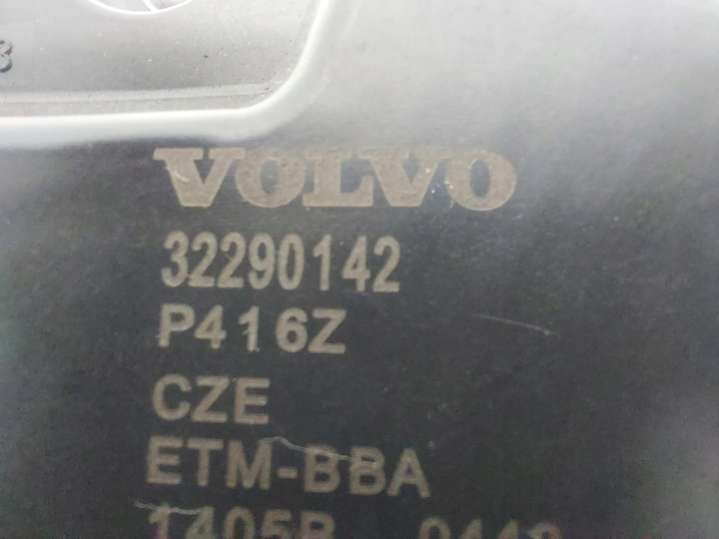 VOLVO
32290142
P416Z
CZE
ETM-BBA